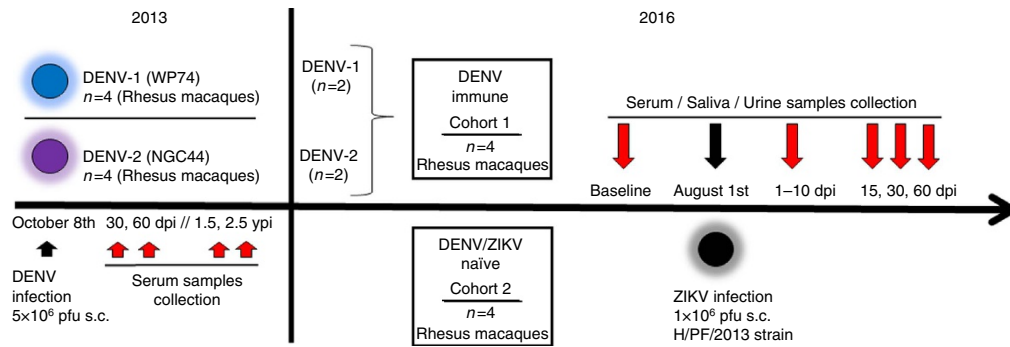 2013
2016
DENV-1 (WP74)
n=4 (Rhesus macaques)
DENV-2 (NGC44)
n=4 (Rhesus macaques)
October 8th
30, 60 dpi // 1.5, 2.5 ypi
DENV
infection
5×10⁶ pfu s.c.
Serum samples
collection
DENV-1
(n=2)
DENV-2
(n=2)
DENV
immune
Cohort 1
n=4
Rhesus macaques
DENV/ZIKV
naïve
Cohort 2
n=4
Rhesus macaques
Serum / Saliva / Urine samples collection
Baseline
August 1st
1–10 dpi
15, 30, 60 dpi
ZIKV infection
1×10⁶ pfu s.c.
H/PF/2013 strain